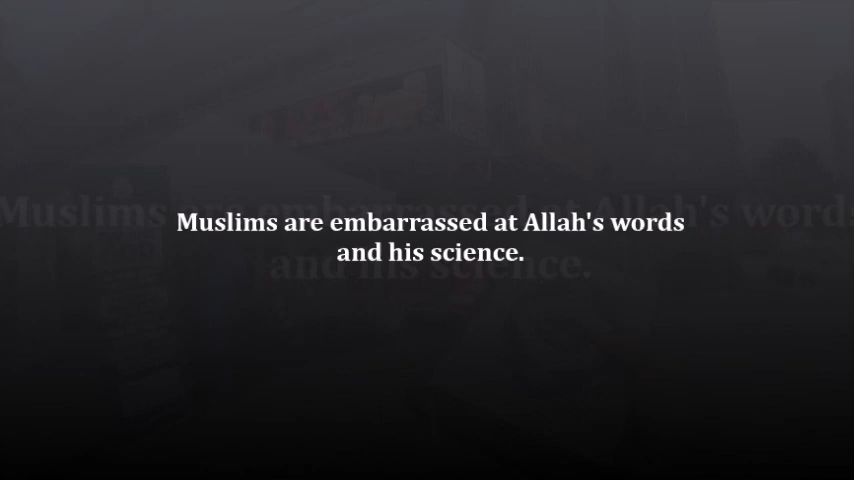 Muslims are embarrassed at Allah's words
and his science.